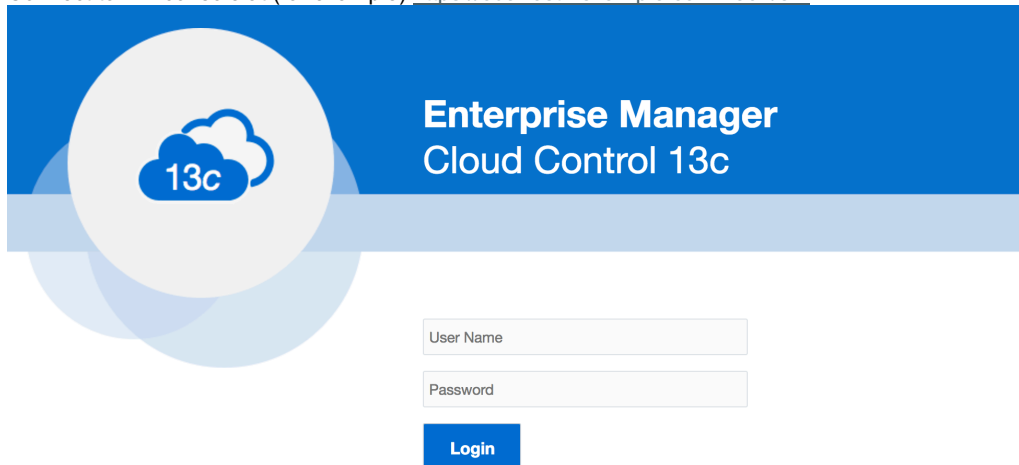 13c
Enterprise Manager
Cloud Control 13c
User Name
Password
Login